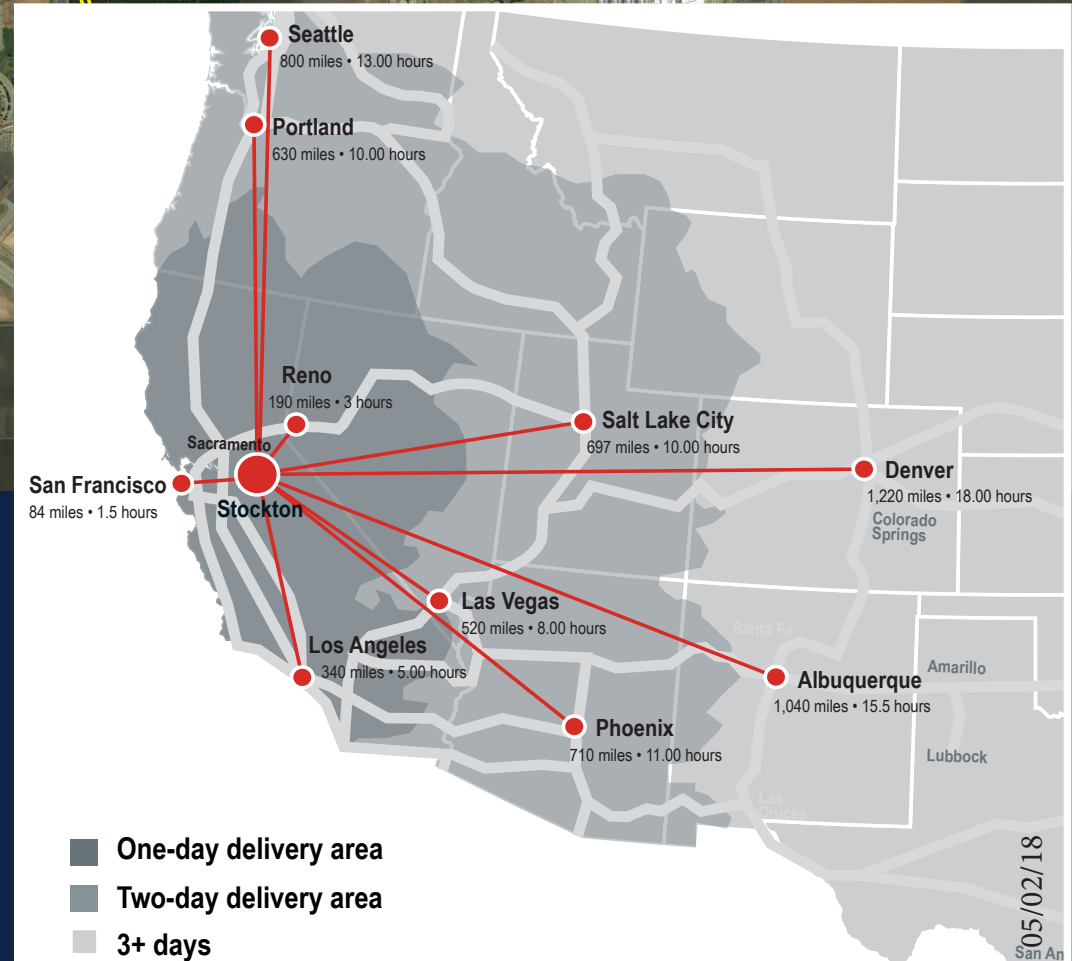 Seattle
800 miles • 13.00 hours
Portland
630 miles • 10.00 hours
Reno
190 miles • 3 hours
Sacramento
San Francisco
84 miles • 1.5 hours
Stockton
Salt Lake City
697 miles • 10.00 hours
Denver
1,220 miles • 18.00 hours
Colorado
Springs
Las Vegas
520 miles • 8.00 hours
Santa Fe
Los Angeles
340 miles • 5.00 hours
Albuquerque
1,040 miles • 15.5 hours
Amarillo
Phoenix
710 miles • 11.00 hours
Lubbock
Las
Cruces
One-day delivery area
Two-day delivery area
3+ days
05/02/18
San An